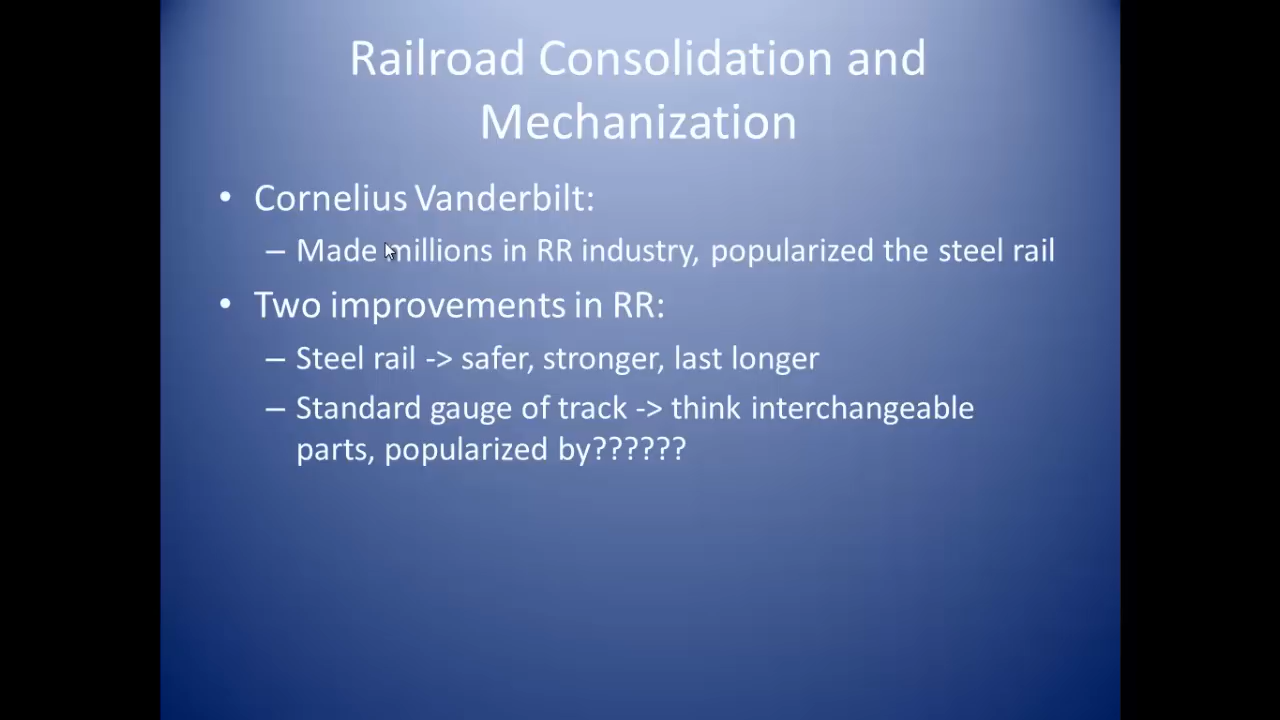 Railroad Consolidation and
Mechanization
• Cornelius Vanderbilt:
– Made millions in RR industry, popularized the steel rail
• Two improvements in RR:
– Steel rail -> safer, stronger, last longer
– Standard gauge of track -> think interchangeable
parts, popularized by??????